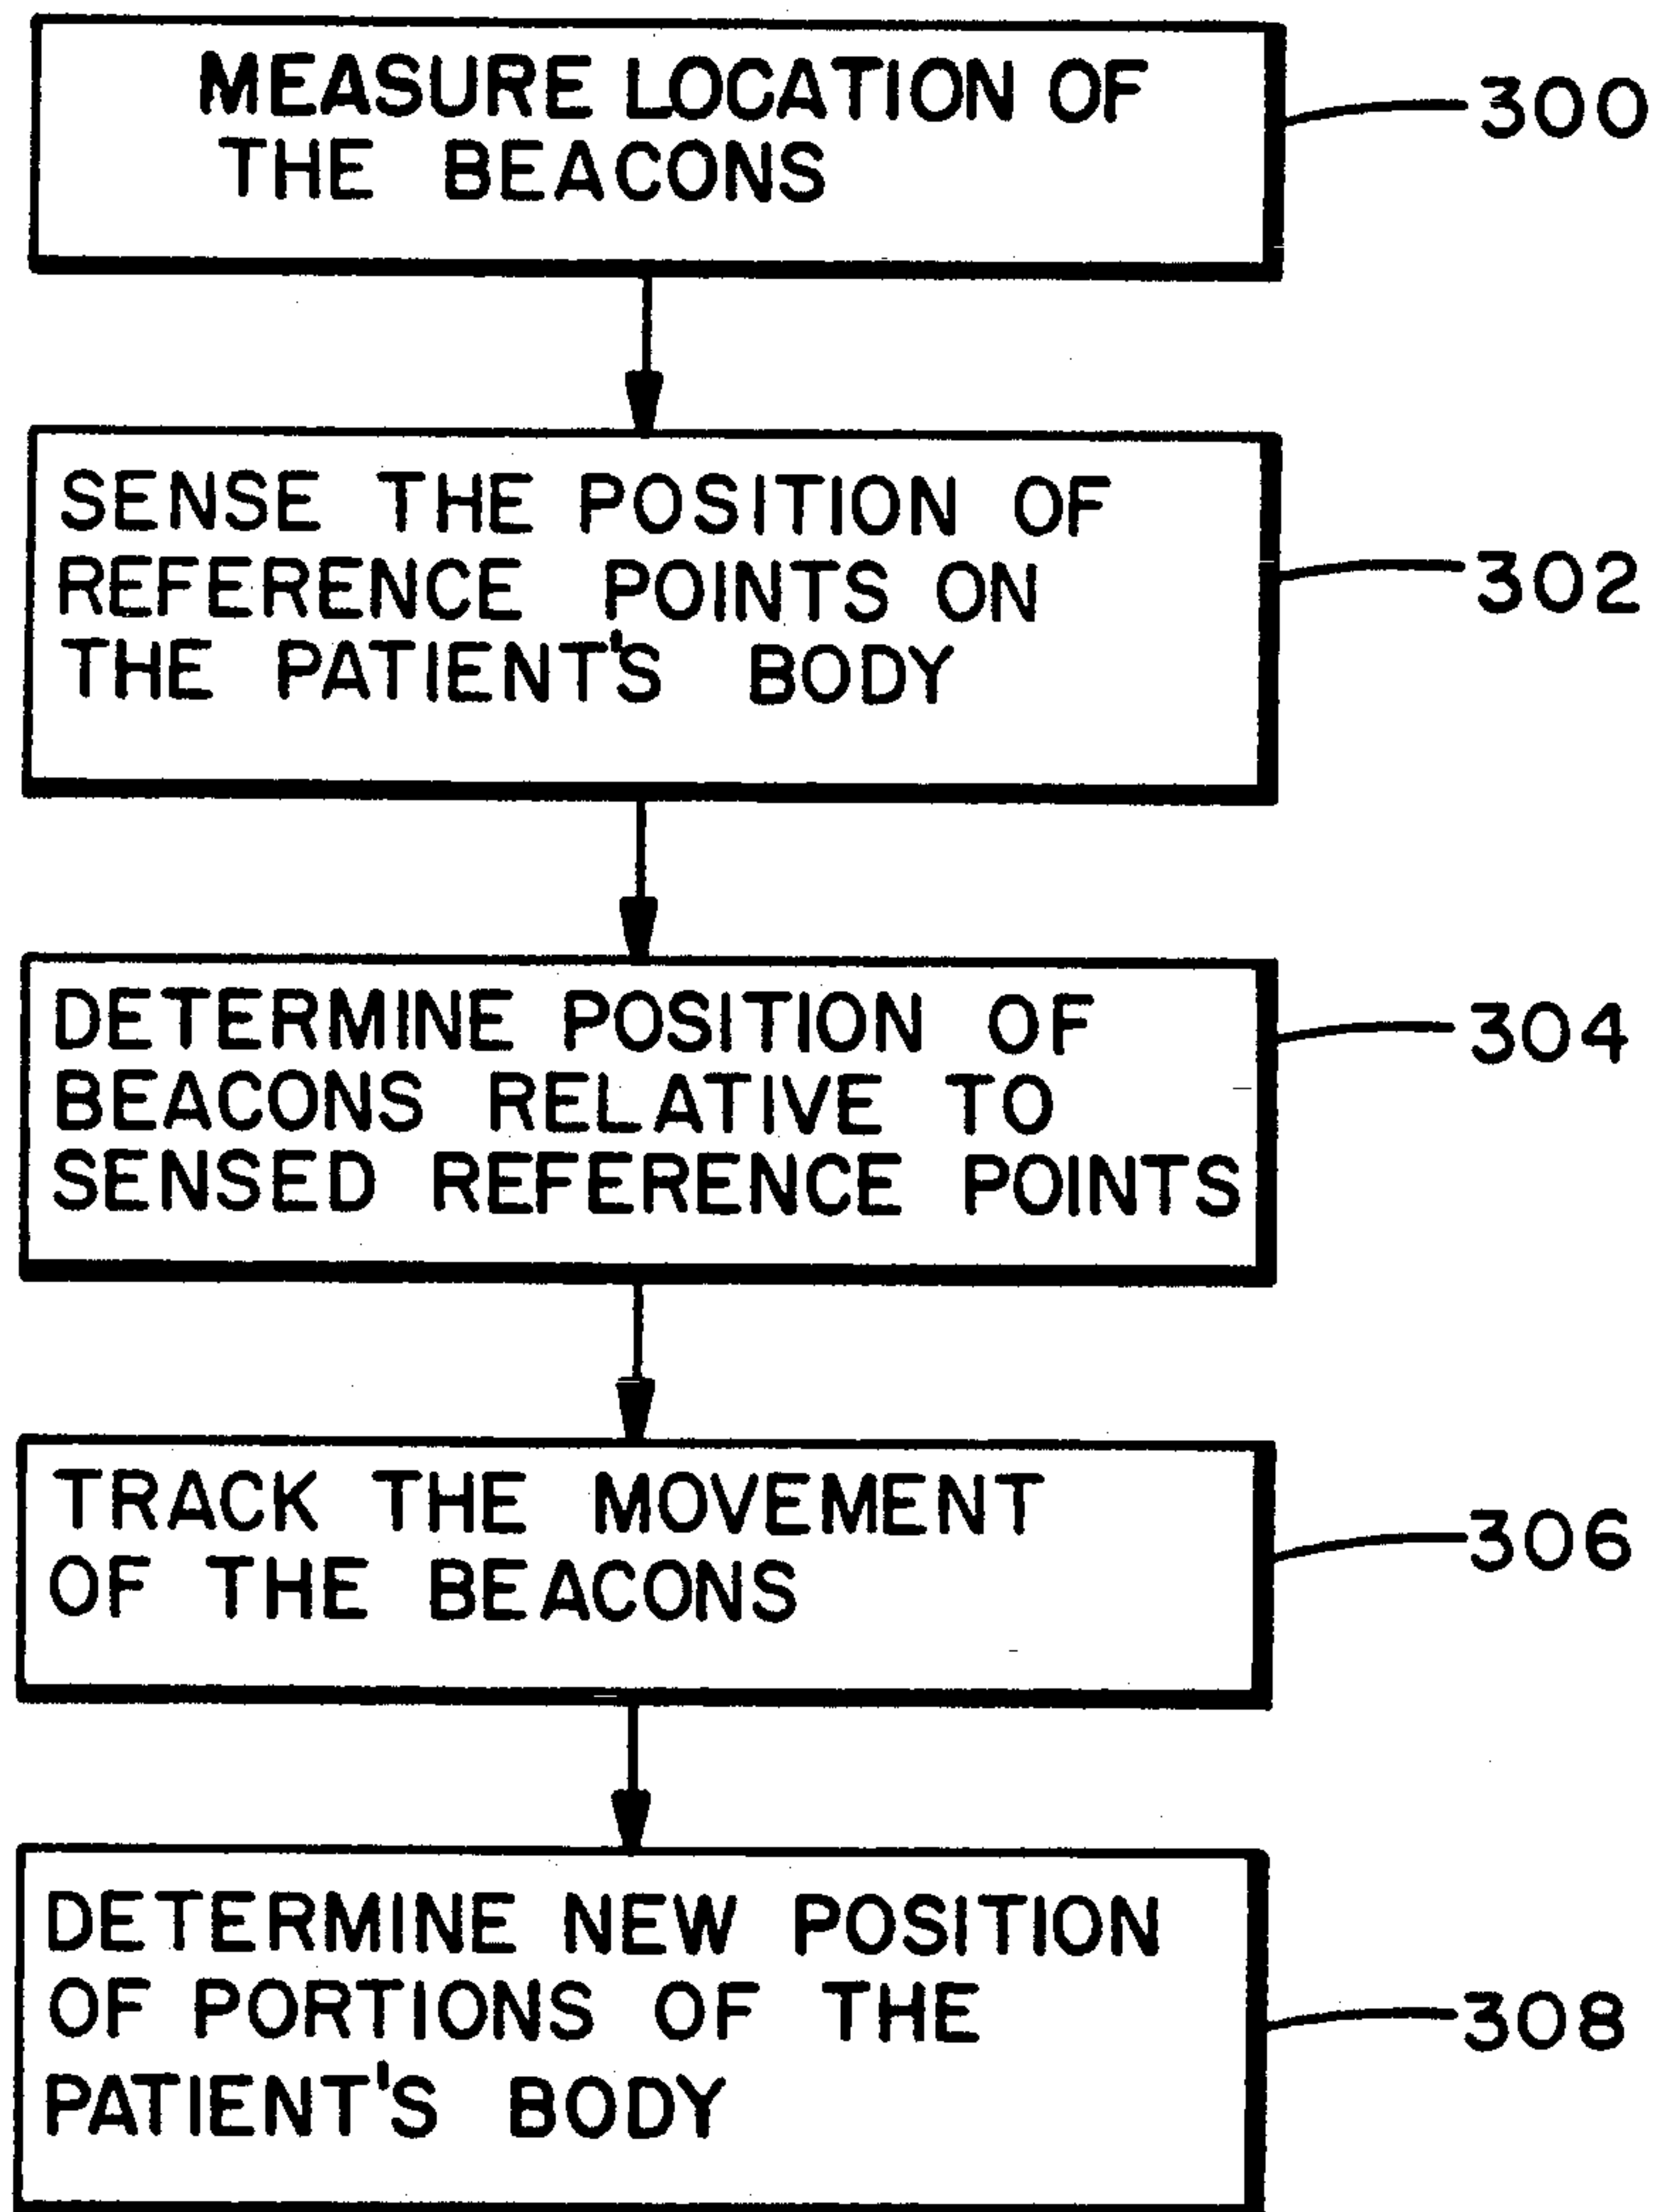 MEASURE LOCATION OF
THE BEACONS
300
SENSE THE POSITION OF
REFERENCE POINTS ON
THE PATIENT'S BODY
302
DETERMINE POSITION OF
BEACONS RELATIVE TO
SENSED REFERENCE POINTS
304
TRACK THE MOVEMENT
OF THE BEACONS
306
DETERMINE NEW POSITION
OF PORTIONS OF THE
PATIENT'S BODY
308